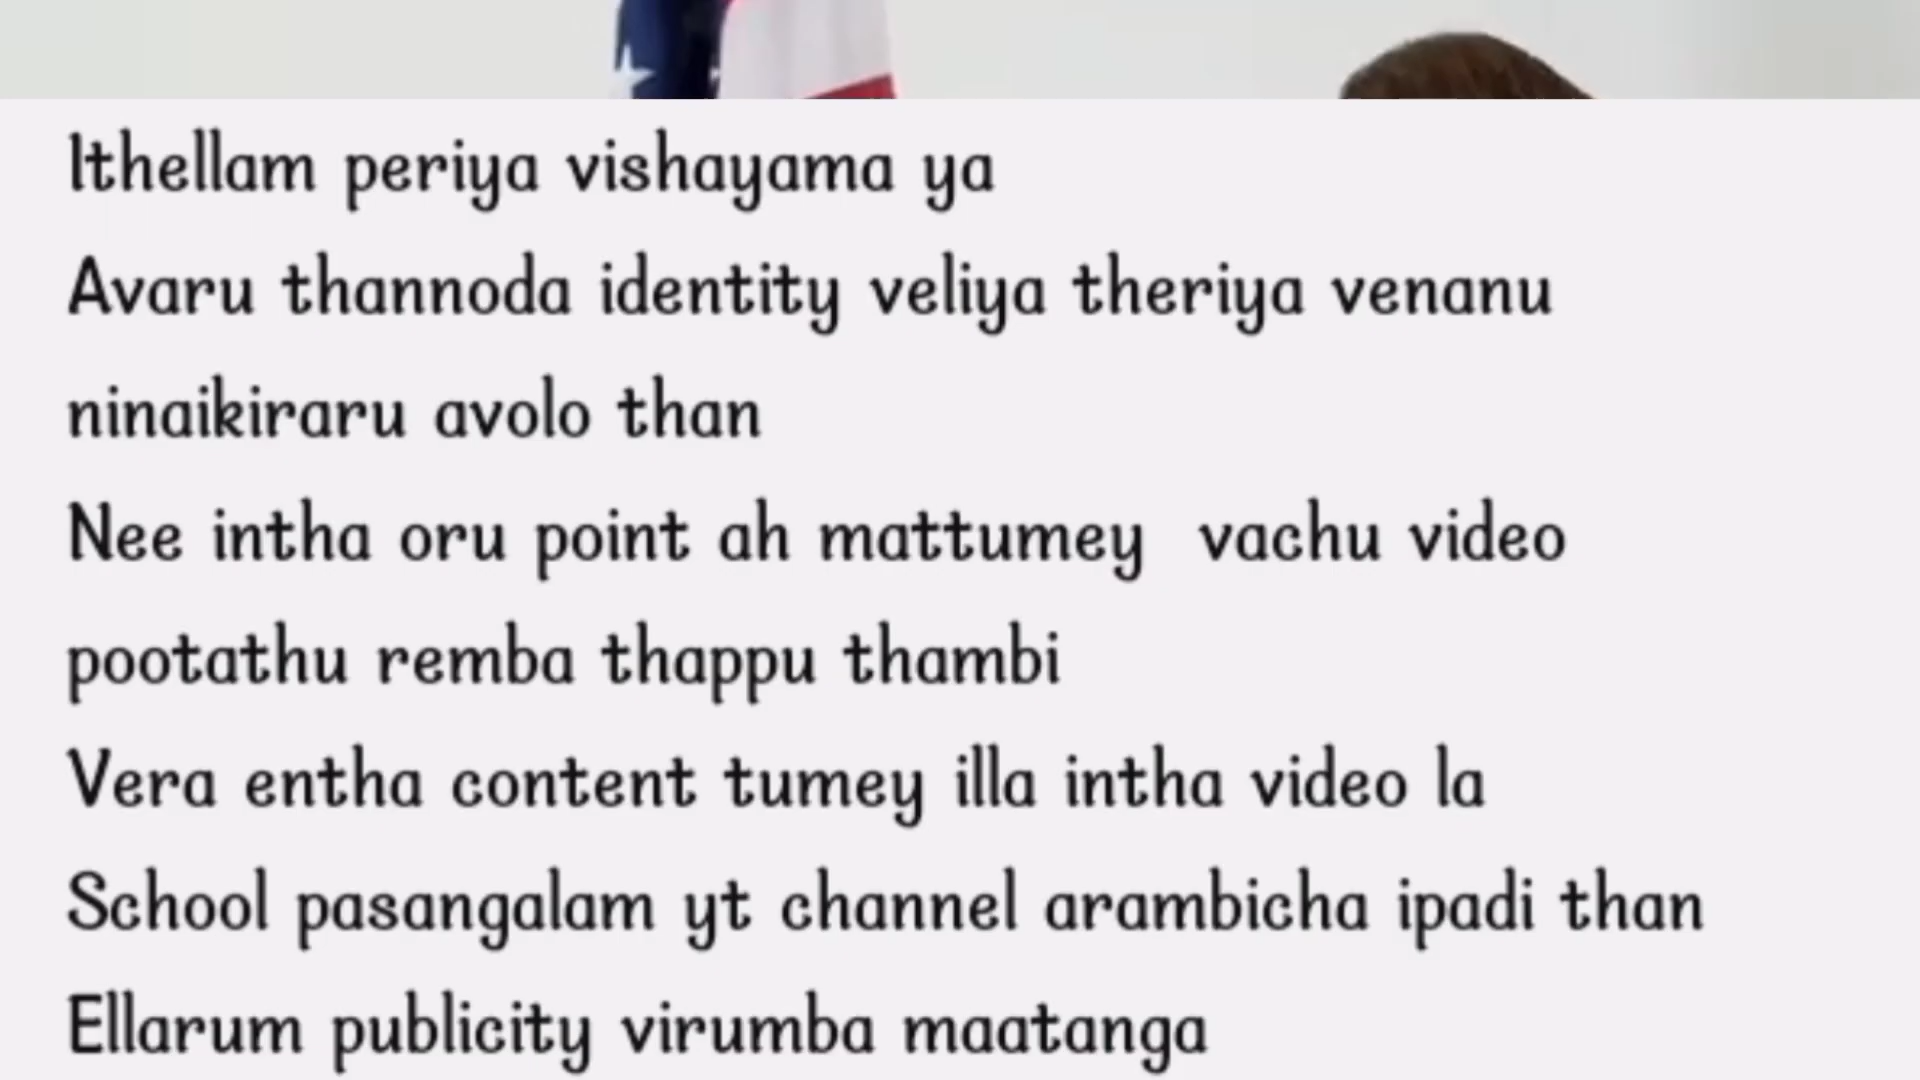 Ithellam periya vishayama ya
Avaru thannoda identity veliya theriya venanu
ninaikiraru avolo than
Nee intha oru point ah mattumey vachu video
pootathu remba thappu thambi
Vera entha content tumey illa intha video la
School pasangalam yt channel arambicha ipadi than
Ellarum publicity virumba maatanga